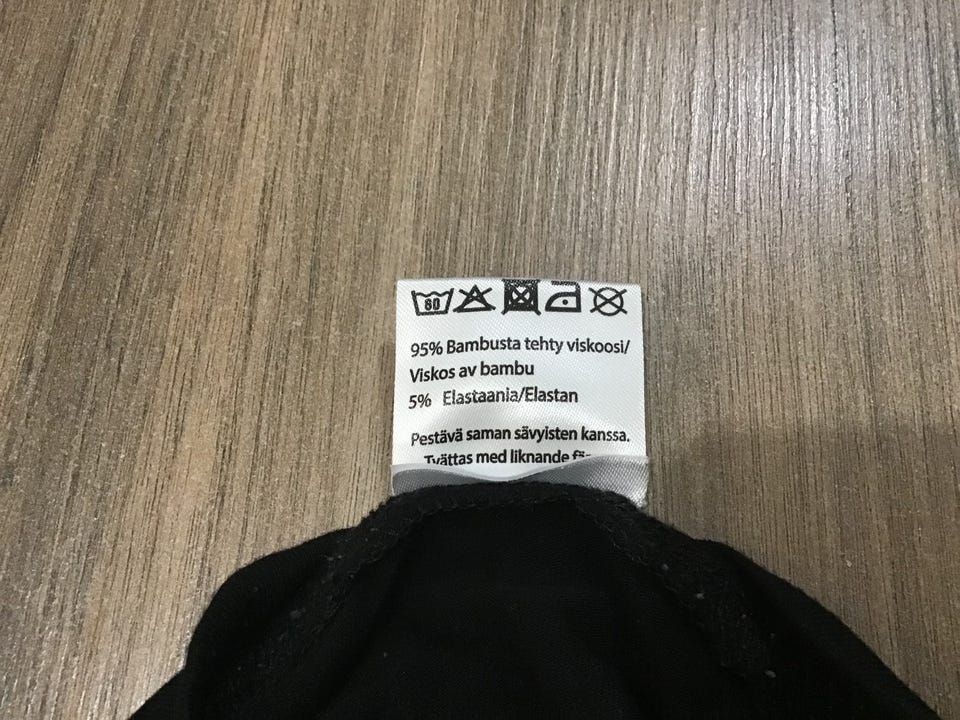 60
95% Bambusta tehty viskoosi/
Viskos av bambu
5% Elastaania/Elastan
Pestävä saman sävyisten kanssa.
Tvättas med liknande